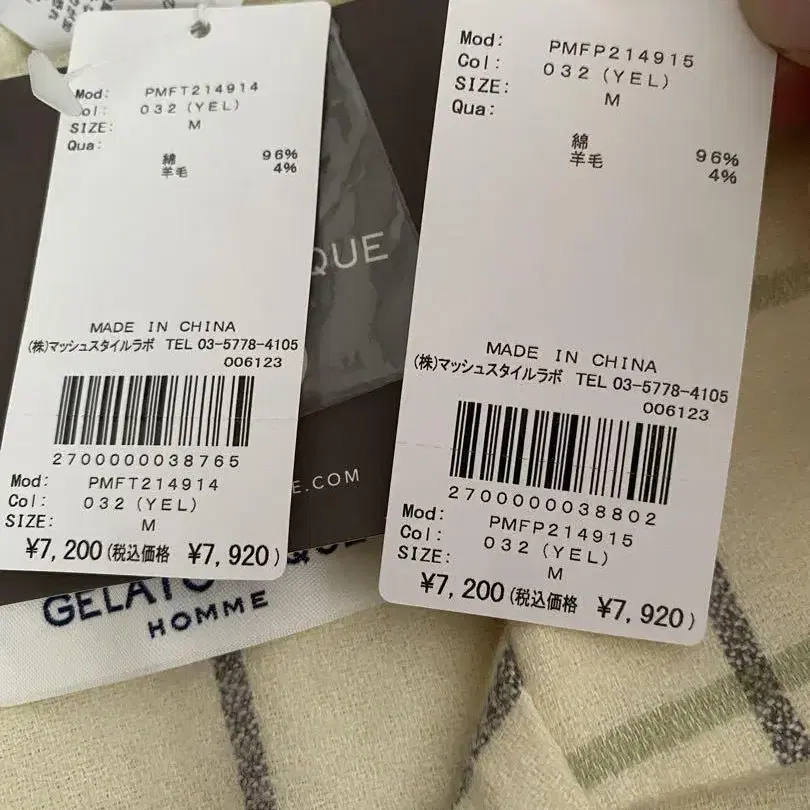 Mod: PMFT214914
Col: 032 (YEL)
SIZE: M
Qua:
綿 96%
羊毛 4%
MADE IN CHINA
(株)マッシュスタイルラボ TEL 03-5778-4105
006123
2700000038765
Mod: PMFT214914
Col: 032 (YEL)
SIZE: M
¥7,200(税込価格 ¥7,920)
Mod: PMFP214915
Col: 032 (YEL)
SIZE: M
Qua:
綿 96%
羊毛 4%
MADE IN CHINA
(株)マッシュスタイルラボ TEL 03-5778-4105
006123
2700000038802
Mod: PMFP214915
Col: 032 (YEL)
SIZE: M
¥7,200(税込価格 ¥7,920)
QUE
E.COM
GELATO QUE
HOMME